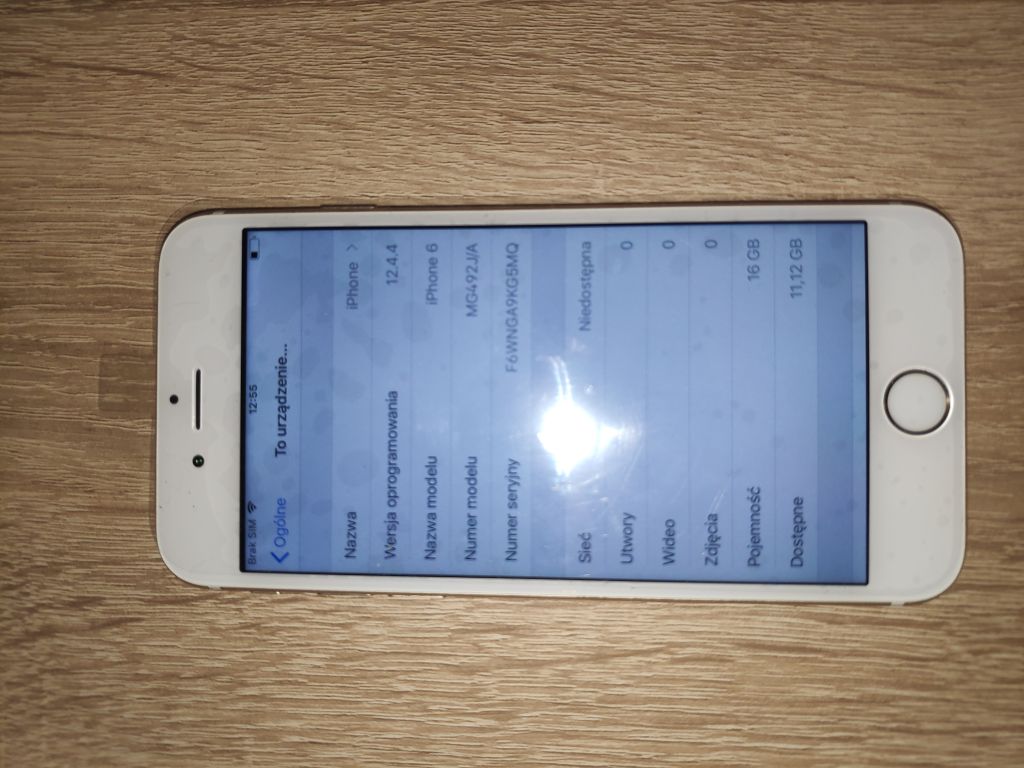 Brak SIM 12:55
Ogólne To urządzenie...
Nazwa iPhone
Wersja oprogramowania 12.4.4
Nazwa modelu iPhone 6
Numer modelu MG492J/A
Numer seryjny F6WNGA9KG5MQ
Sieć Niedostępna
Utwory 0
Wideo 0
Zdjęcia 0
Pojemność 16 GB
Dostępne 11,12 GB